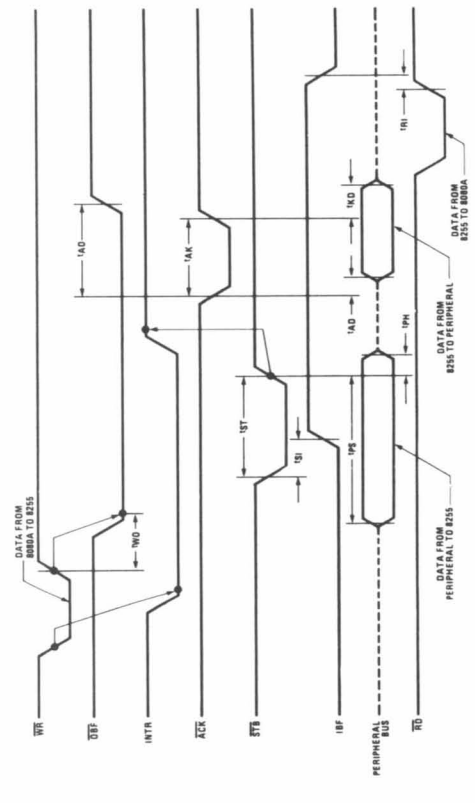 DATA FROM
8080A TO 8255
WR
tWO
OBF
tAO
INTR
ACK
tAK
STB
tST
tSI
IBF
PERIPHERAL
BUS
tPS
tPH
tAD
tKD
DATA FROM
PERIPHERAL TO 8255
DATA FROM
8255 TO PERIPHERAL
RD
tRI
DATA FROM
8255 TO 8080A